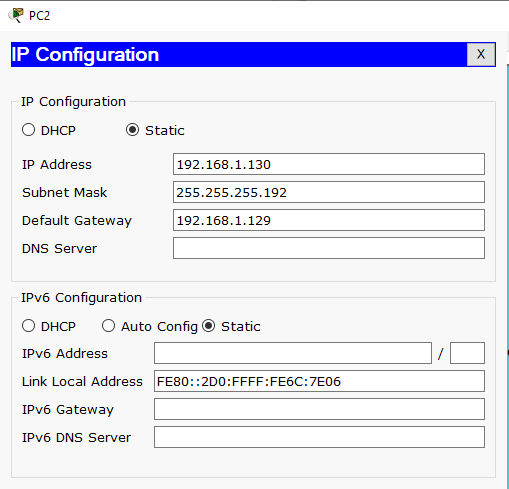 PC2
IP Configuration
X
IP Configuration
DHCP Static
IP Address 192.168.1.130
Subnet Mask 255.255.255.192
Default Gateway 192.168.1.129
DNS Server
IPv6 Configuration
DHCP Auto Config Static
IPv6 Address /
Link Local Address FE80::2D0:FFFF:FE6C:7E06
IPv6 Gateway
IPv6 DNS Server